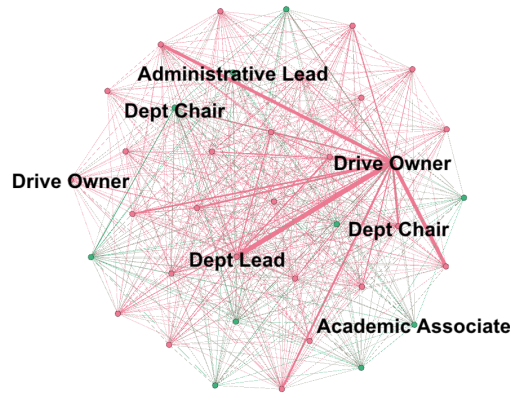 Administrative Lead
Dept Chair
Drive Owner
Drive Owner
Dept Chair
Dept Lead
Academic Associate